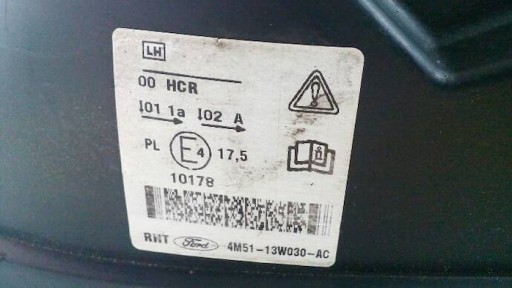 LH
00 HCR
I01 1a I02 A
PL E4 17,5
10178
RHT Ford 4M51-13W030-AC